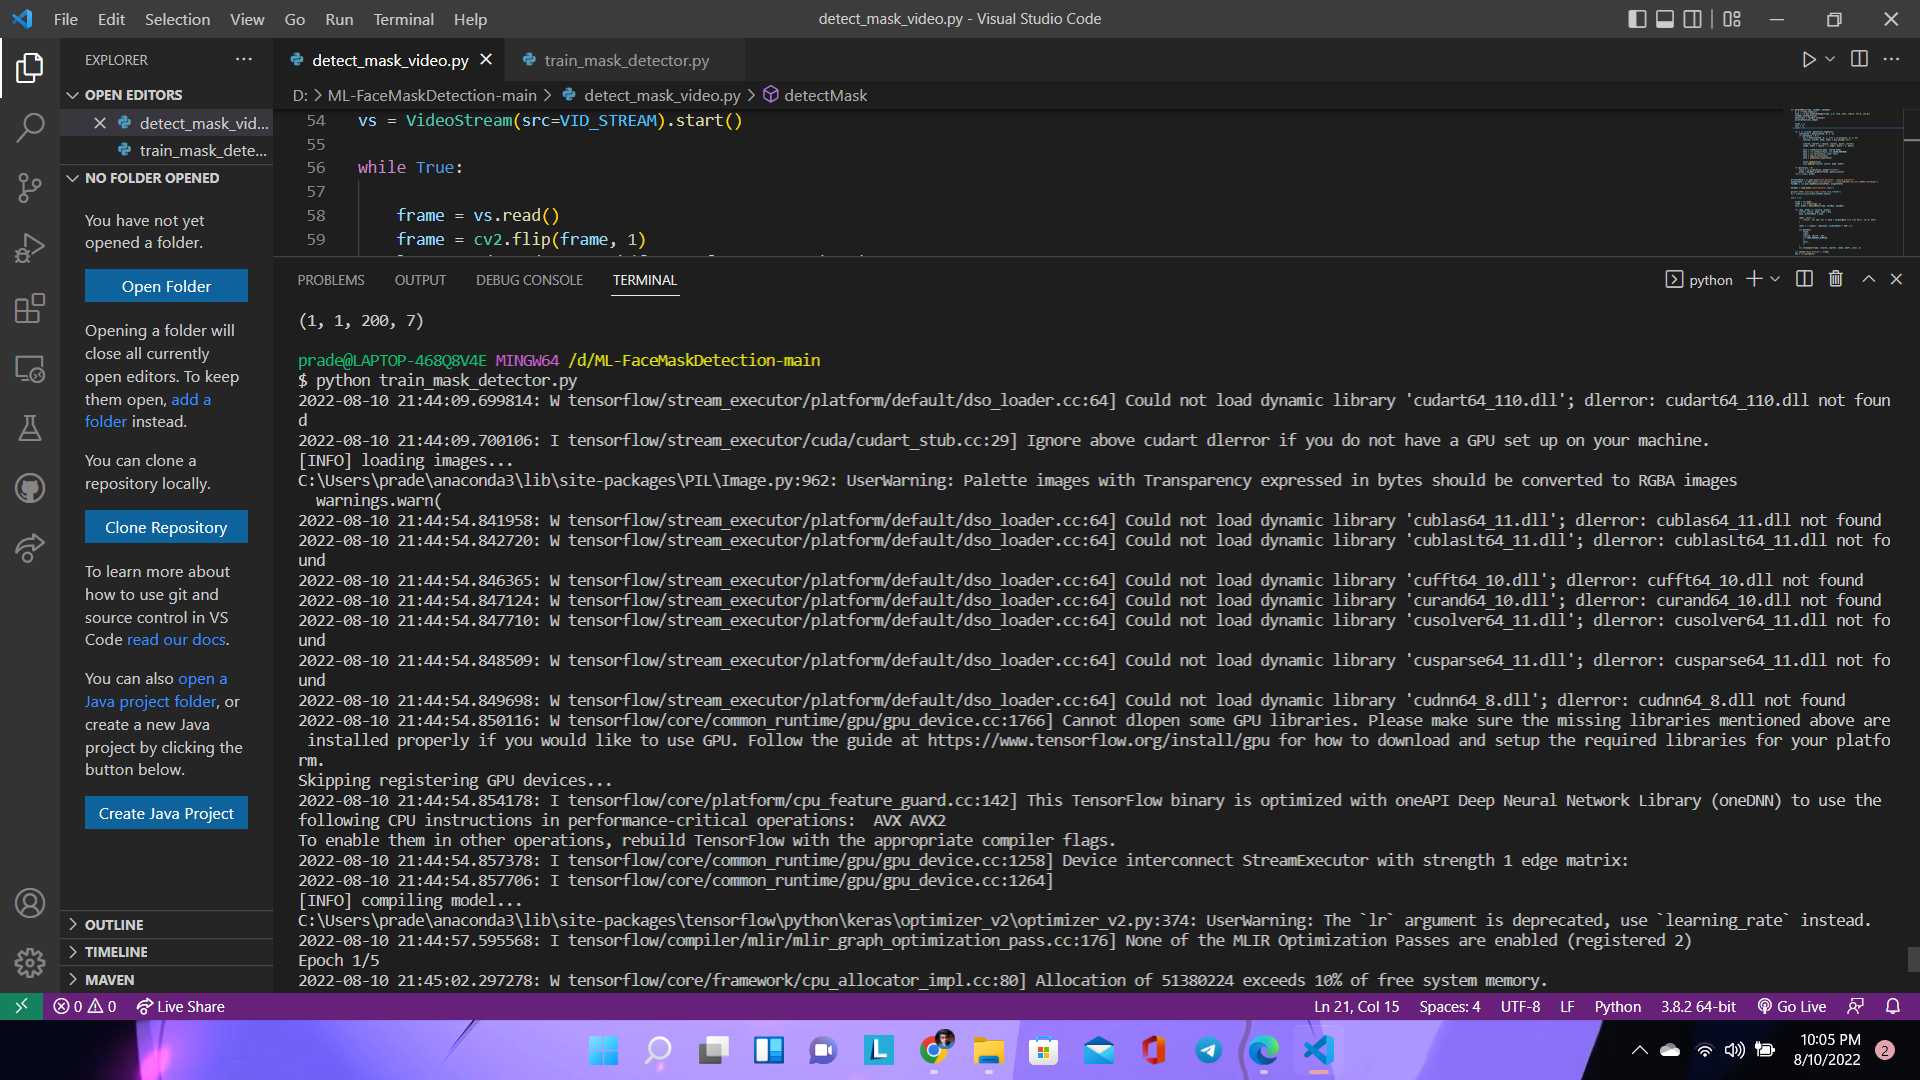 File Edit Selection View Go Run Terminal Help
detect_mask_video.py - Visual Studio Code
EXPLORER
OPEN EDITORS
detect_mask_vid...
train_mask_dete...
NO FOLDER OPENED
You have not yet
opened a folder.
Open Folder
Opening a folder will
close all currently
open editors. To keep
them open, add a
folder instead.
You can clone a
repository locally.
Clone Repository
To learn more about
how to use git and
source control in VS
Code read our docs.
You can also open a
Java project folder, or
create a new Java
project by clicking the
button below.
Create Java Project
OUTLINE
TIMELINE
MAVEN
detect_mask_video.py
train_mask_detector.py
D: > ML-FaceMaskDetection-main > detect_mask_video.py > detectMask
54 vs = VideoStream(src=VID_STREAM).start()
55
56 while True:
57
58 frame = vs.read()
59 frame = cv2.flip(frame, 1)
PROBLEMS OUTPUT DEBUG CONSOLE TERMINAL
python
(1, 1, 200, 7)
prade@LAPTOP-468Q8V4E MINGW64 /d/ML-FaceMaskDetection-main
$ python train_mask_detector.py
2022-08-10 21:44:09.699814: W tensorflow/stream_executor/platform/default/dso_loader.cc:64] Could not load dynamic library 'cudart64_110.dll'; dlerror: cudart64_110.dll not foun
d
2022-08-10 21:44:09.700106: I tensorflow/stream_executor/cuda/cudart_stub.cc:29] Ignore above cudart dlerror if you do not have a GPU set up on your machine.
[INFO] loading images...
C:\Users\prade\anaconda3\lib\site-packages\PIL\Image.py:962: UserWarning: Palette images with Transparency expressed in bytes should be converted to RGBA images
warnings.warn(
2022-08-10 21:44:54.841958: W tensorflow/stream_executor/platform/default/dso_loader.cc:64] Could not load dynamic library 'cublas64_11.dll'; dlerror: cublas64_11.dll not found
2022-08-10 21:44:54.842720: W tensorflow/stream_executor/platform/default/dso_loader.cc:64] Could not load dynamic library 'cublasLt64_11.dll'; dlerror: cublasLt64_11.dll not fo
und
2022-08-10 21:44:54.846365: W tensorflow/stream_executor/platform/default/dso_loader.cc:64] Could not load dynamic library 'cufft64_10.dll'; dlerror: cufft64_10.dll not found
2022-08-10 21:44:54.847124: W tensorflow/stream_executor/platform/default/dso_loader.cc:64] Could not load dynamic library 'curand64_10.dll'; dlerror: curand64_10.dll not found
2022-08-10 21:44:54.847710: W tensorflow/stream_executor/platform/default/dso_loader.cc:64] Could not load dynamic library 'cusolver64_11.dll'; dlerror: cusolver64_11.dll not fo
und
2022-08-10 21:44:54.848509: W tensorflow/stream_executor/platform/default/dso_loader.cc:64] Could not load dynamic library 'cusparse64_11.dll'; dlerror: cusparse64_11.dll not fo
und
2022-08-10 21:44:54.849698: W tensorflow/stream_executor/platform/default/dso_loader.cc:64] Could not load dynamic library 'cudnn64_8.dll'; dlerror: cudnn64_8.dll not found
2022-08-10 21:44:54.850116: W tensorflow/core/common_runtime/gpu/gpu_device.cc:1766] Cannot dlopen some GPU libraries. Please make sure the missing libraries mentioned above are
installed properly if you would like to use GPU. Follow the guide at https://www.tensorflow.org/install/gpu for how to download and setup the required libraries for your platfo
rm.
Skipping registering GPU devices...
2022-08-10 21:44:54.854178: I tensorflow/core/platform/cpu_feature_guard.cc:142] This TensorFlow binary is optimized with oneAPI Deep Neural Network Library (oneDNN) to use the
following CPU instructions in performance-critical operations:  AVX AVX2
To enable them in other operations, rebuild TensorFlow with the appropriate compiler flags.
2022-08-10 21:44:54.857378: I tensorflow/core/common_runtime/gpu/gpu_device.cc:1258] Device interconnect StreamExecutor with strength 1 edge matrix:
2022-08-10 21:44:54.857706: I tensorflow/core/common_runtime/gpu/gpu_device.cc:1264]
[INFO] compiling model...
C:\Users\prade\anaconda3\lib\site-packages\tensorflow\python\keras\optimizer_v2\optimizer_v2.py:374: UserWarning: The `lr` argument is deprecated, use `learning_rate` instead.
2022-08-10 21:44:57.595568: I tensorflow/compiler/mlir/mlir_graph_optimization_pass.cc:176] None of the MLIR Optimization Passes are enabled (registered 2)
Epoch 1/5
2022-08-10 21:45:02.297278: W tensorflow/core/framework/cpu_allocator_impl.cc:80] Allocation of 51380224 exceeds 10% of free system memory.
0 0 Live Share
Ln 21, Col 15 Spaces: 4 UTF-8 LF Python 3.8.2 64-bit Go Live
10:05 PM
8/10/2022
2